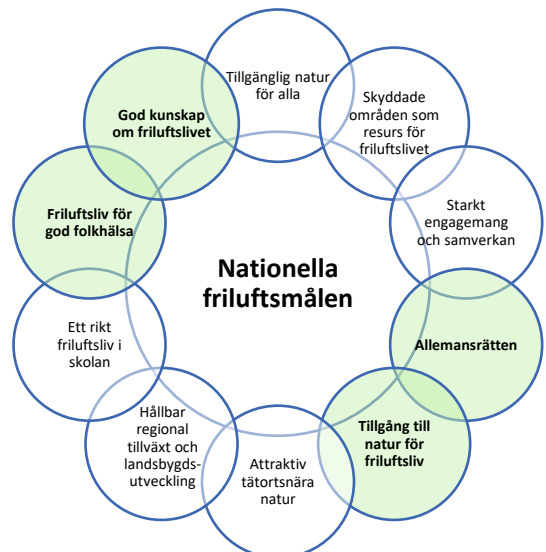 Tillgänglig natur
för alla
Skyddade
områden som
resurs för
friluftslivet
Starkt
engagemang
och samverkan
Allemansrätten
Tillgång till
natur för
friluftsliv
Attraktiv
tätortsnära
natur
Hållbar
regional
tillväxt och
landsbygds-
utveckling
Ett rikt
friluftsliv i
skolan
Friluftsliv för
god folkhälsa
God kunskap
om friluftslivet
Nationella
friluftsmålen